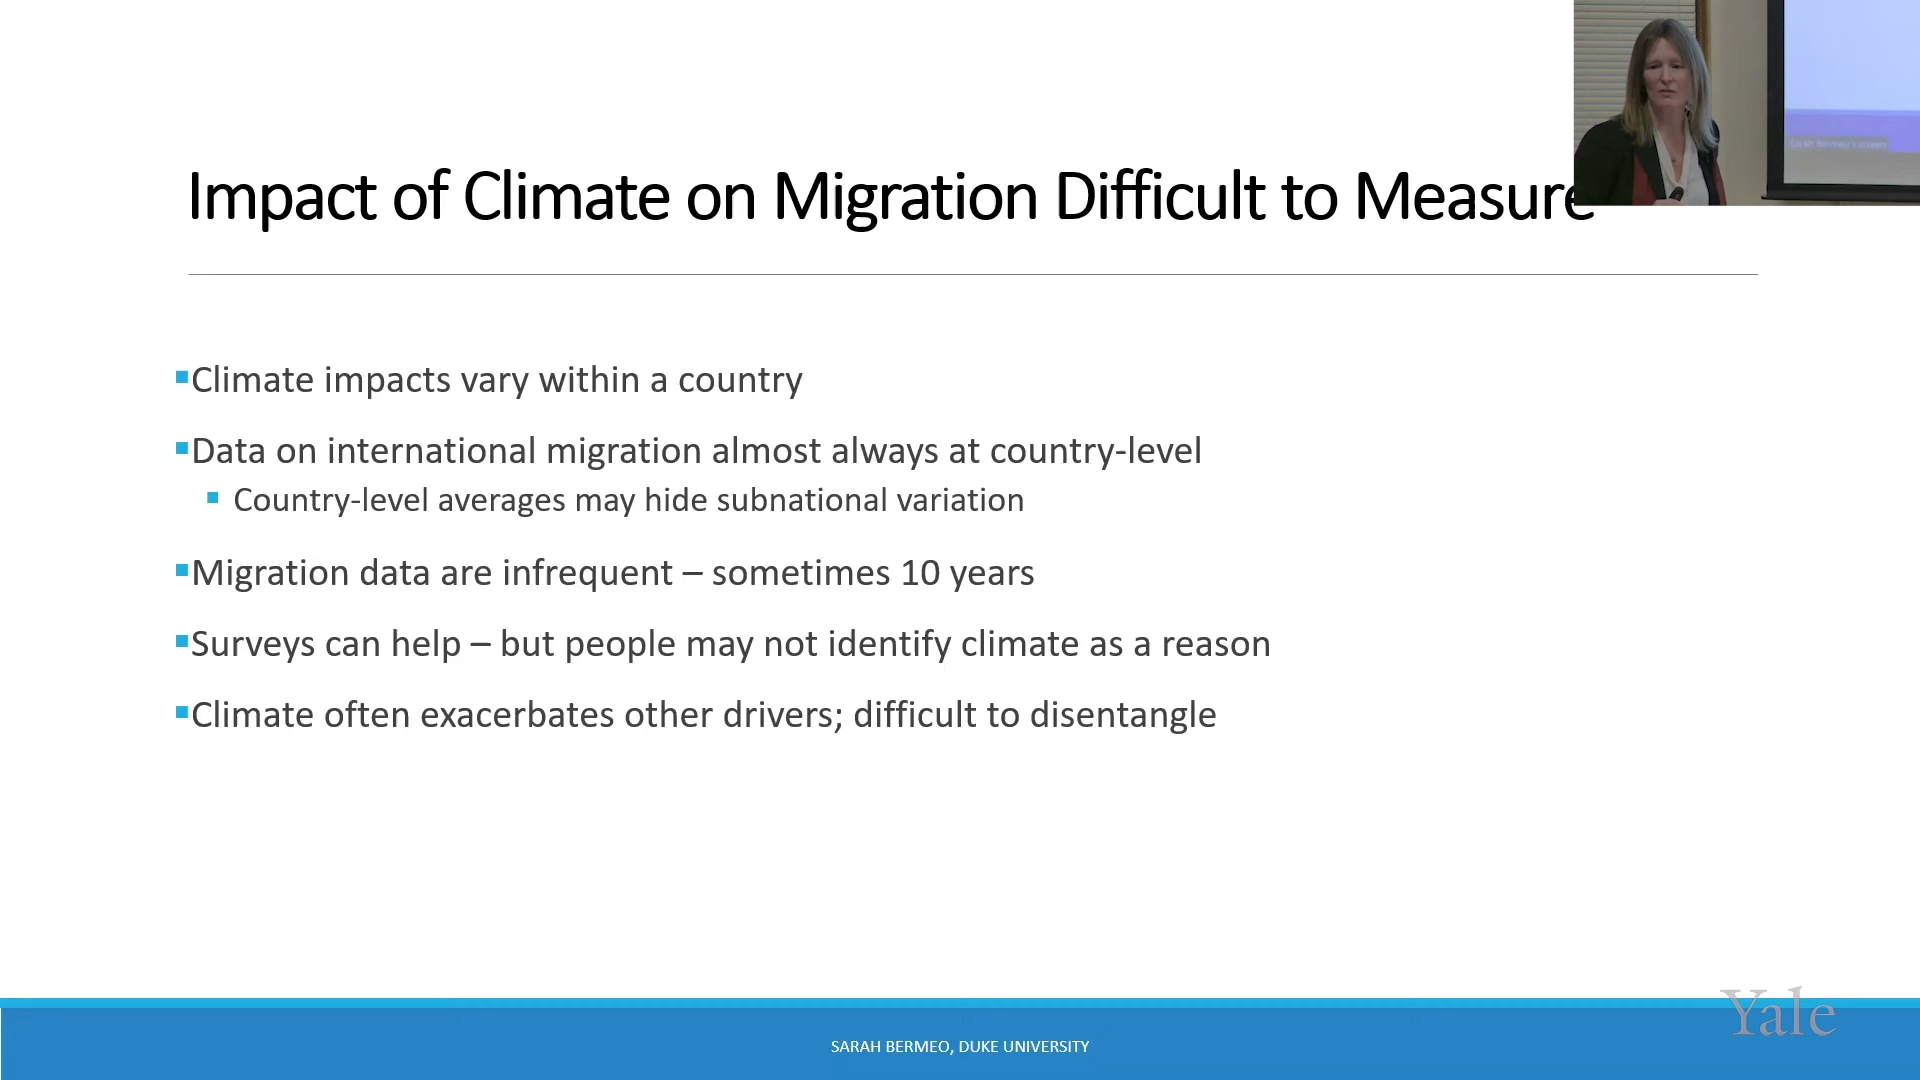 Impact of Climate on Migration Difficult to Measure
Climate impacts vary within a country
Data on international migration almost always at country-level
Country-level averages may hide subnational variation
Migration data are infrequent – sometimes 10 years
Surveys can help – but people may not identify climate as a reason
Climate often exacerbates other drivers; difficult to disentangle
Yale
SARAH BERMEO, DUKE UNIVERSITY